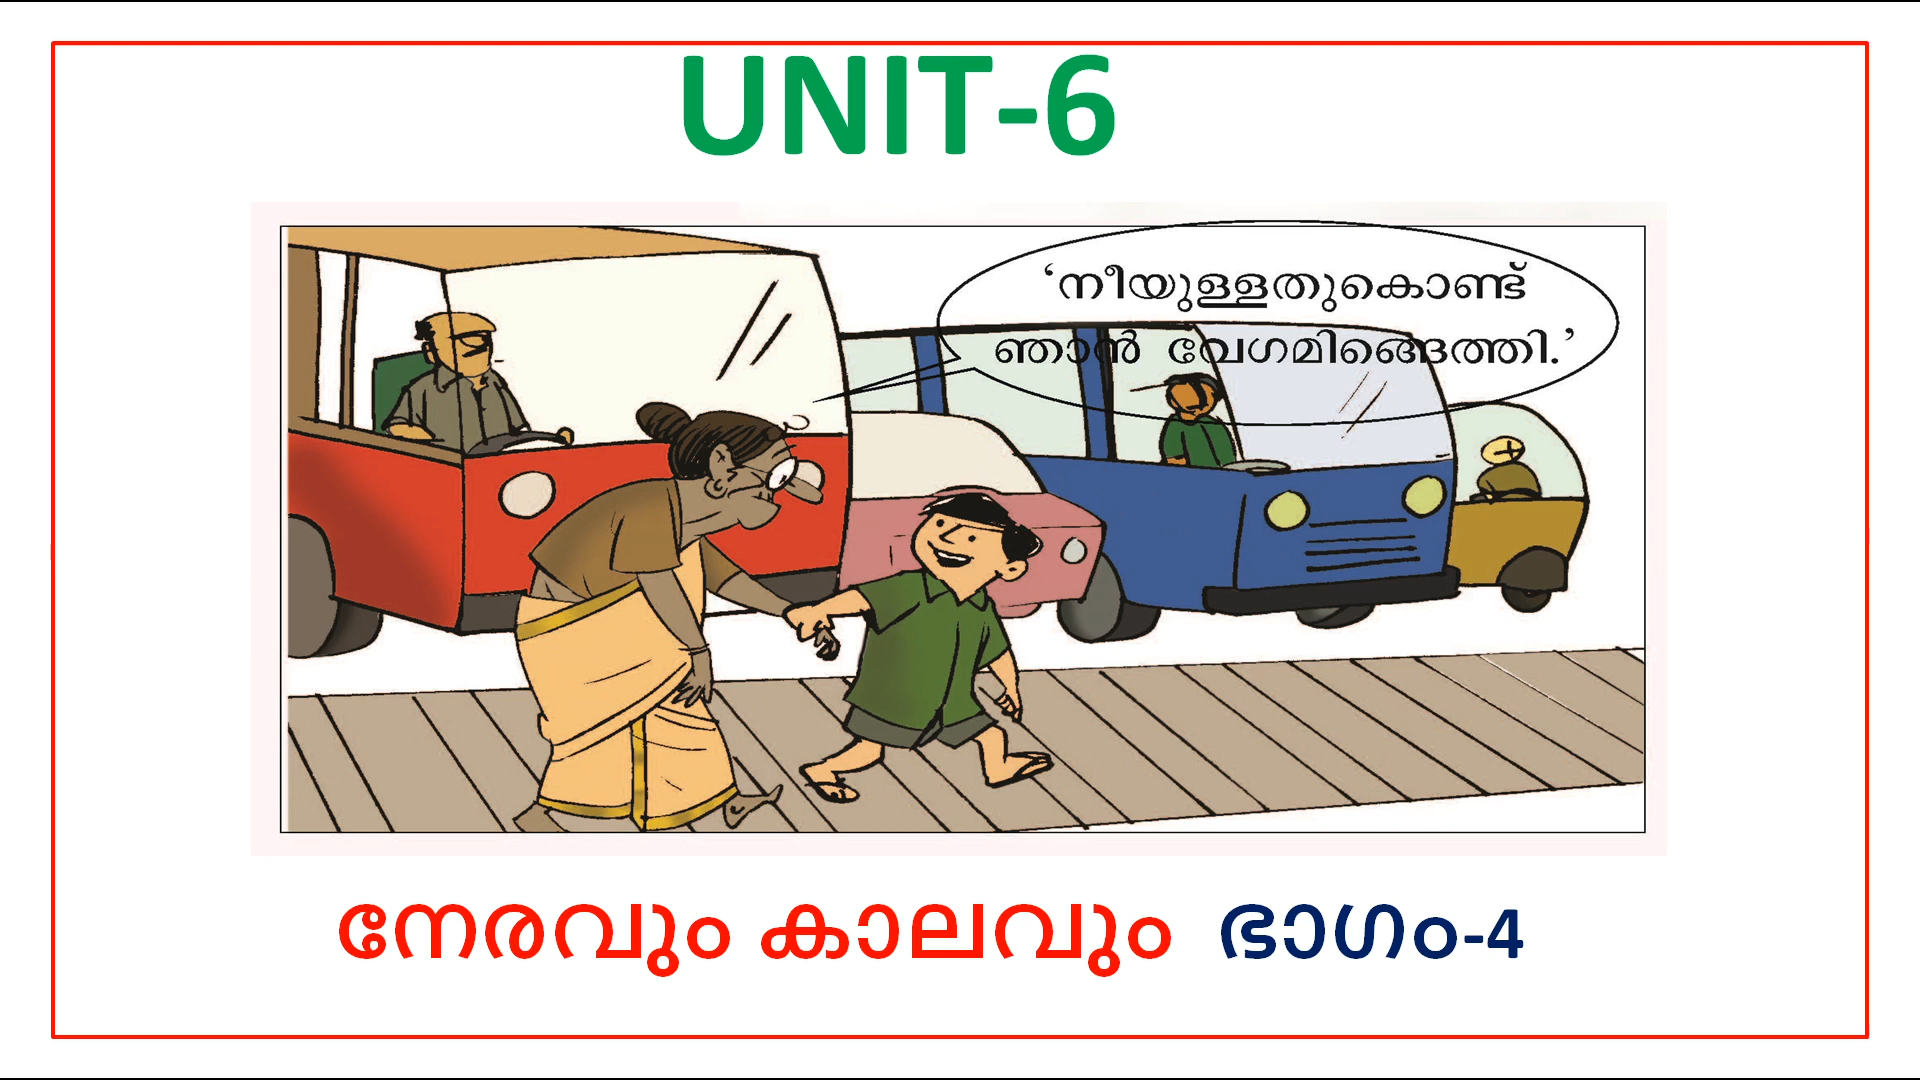 UNIT-6
‘നീയുള്ളതുകൊണ്ട്
ഞാൻ വേഗമിങ്ങെത്തി.’
നേരവും കാലവും ഭാഗം-4